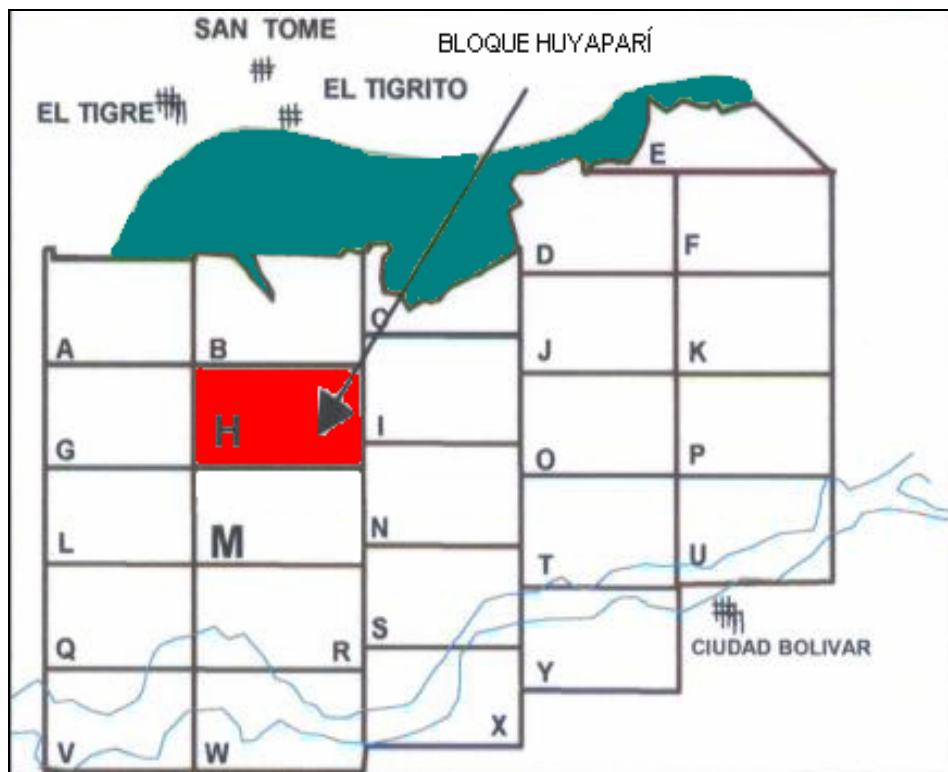 SAN TOME
BLOQUE HUYAPARÍ
EL TIGRITO
EL TIGRE
E
D
F
C
A
B
J
K
H
I
G
O
P
L
M
N
T
U
Q
R
S
CIUDAD BOLIVAR
Y
V
W
X